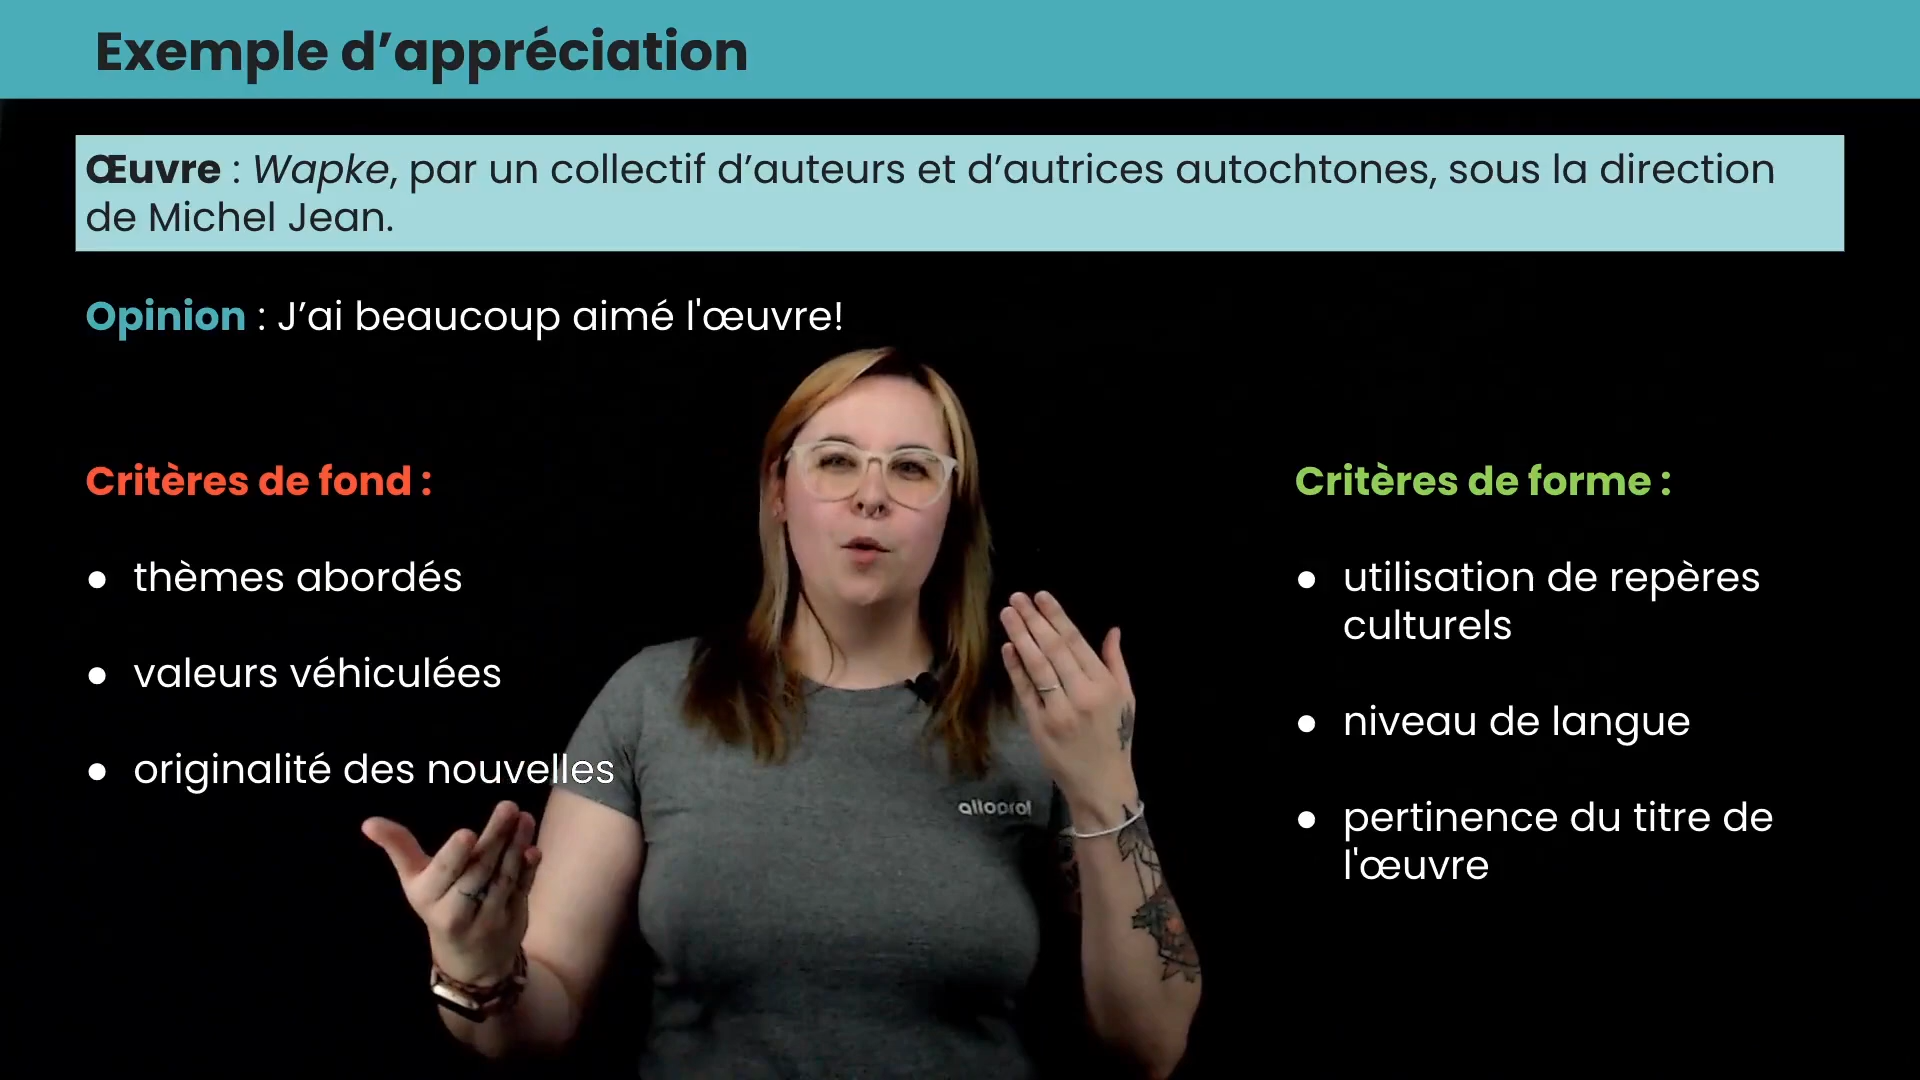 Exemple d’appréciation
Œuvre : Wapke, par un collectif d’auteurs et d’autrices autochtones, sous la direction
de Michel Jean.
Opinion : J’ai beaucoup aimé l'œuvre!
Critères de fond :
● thèmes abordés
● valeurs véhiculées
● originalité des nouvelles
Critères de forme :
● utilisation de repères
culturels
● niveau de langue
● pertinence du titre de
l'œuvre
alloprof